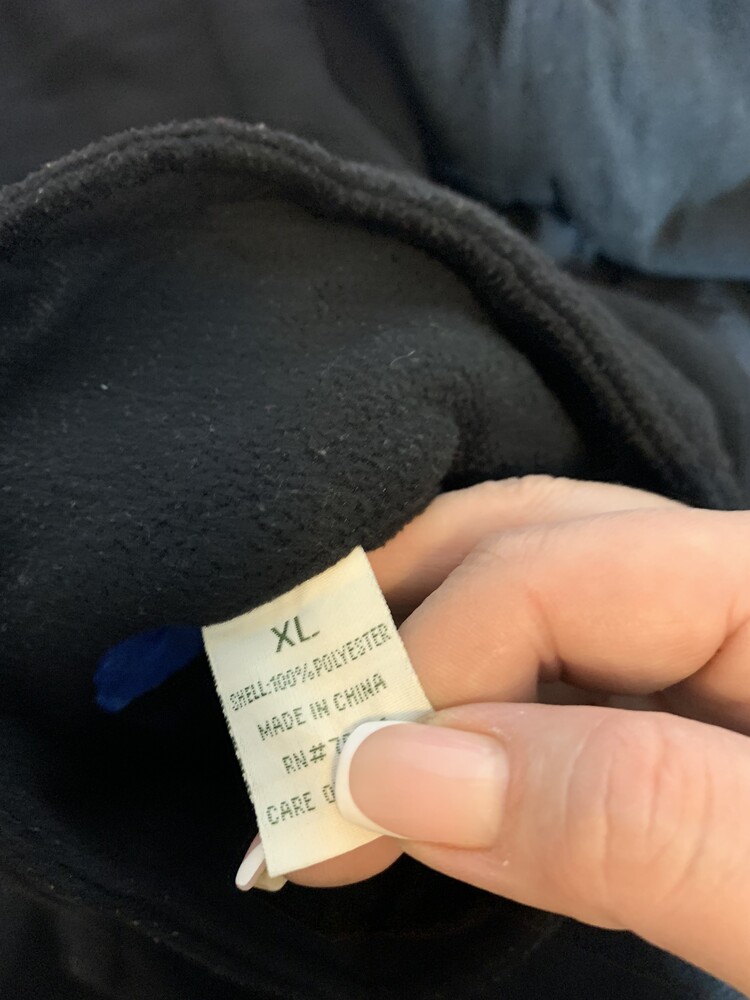 XL
SHELL:100%POLYESTER
MADE IN CHINA
RN#
CARE